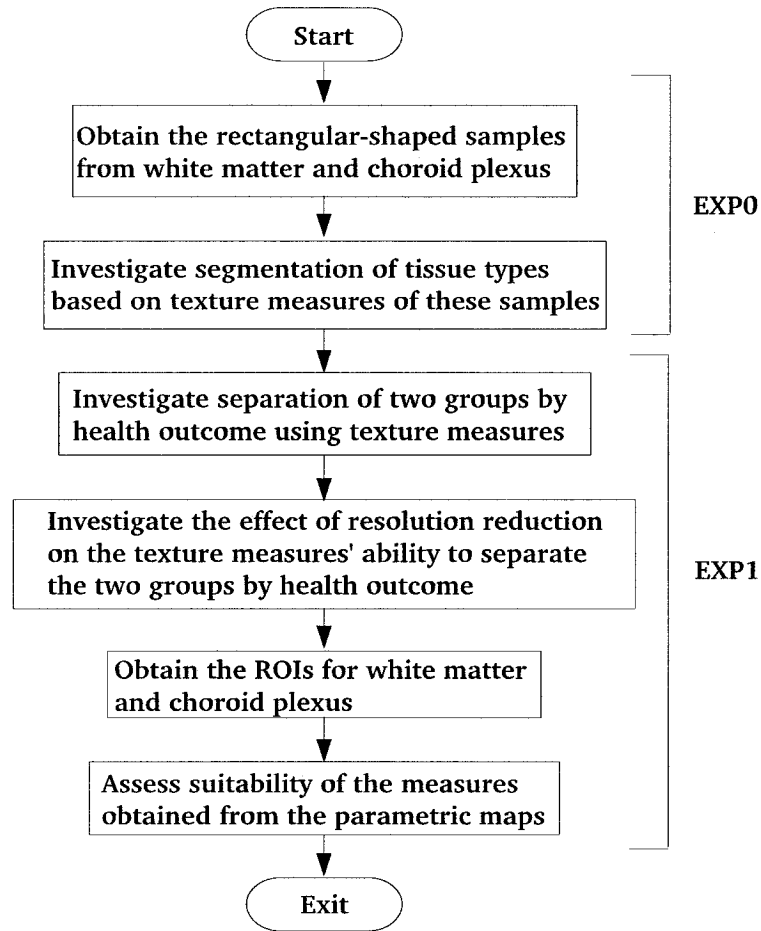 Start
Obtain the rectangular-shaped samples
from white matter and choroid plexus
EXP0
Investigate segmentation of tissue types
based on texture measures of these samples
Investigate separation of two groups by
health outcome using texture measures
Investigate the effect of resolution reduction
on the texture measures' ability to separate
the two groups by health outcome
EXP1
Obtain the ROIs for white matter
and choroid plexus
Assess suitability of the measures
obtained from the parametric maps
Exit